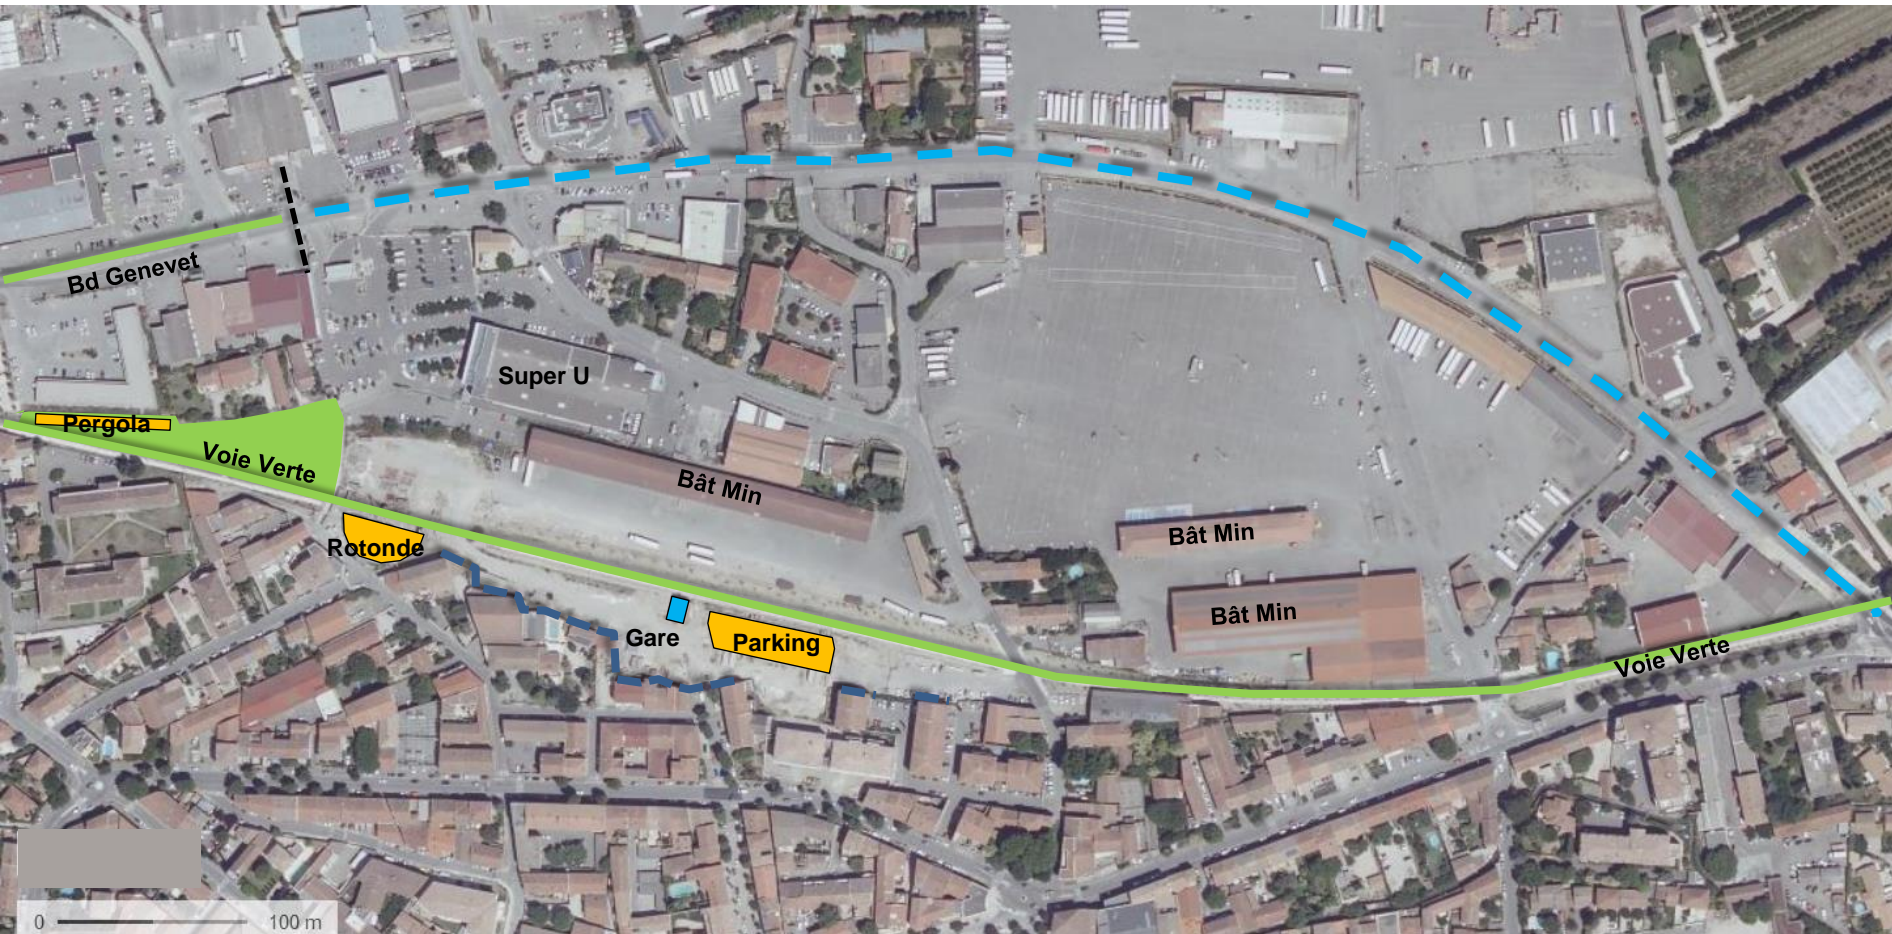 Bd Genevet
Super U
Pergola
Voie Verte
Bât Min
Rotonde
Bât Min
Bât Min
Gare
Parking
Voie Verte
0
100 m